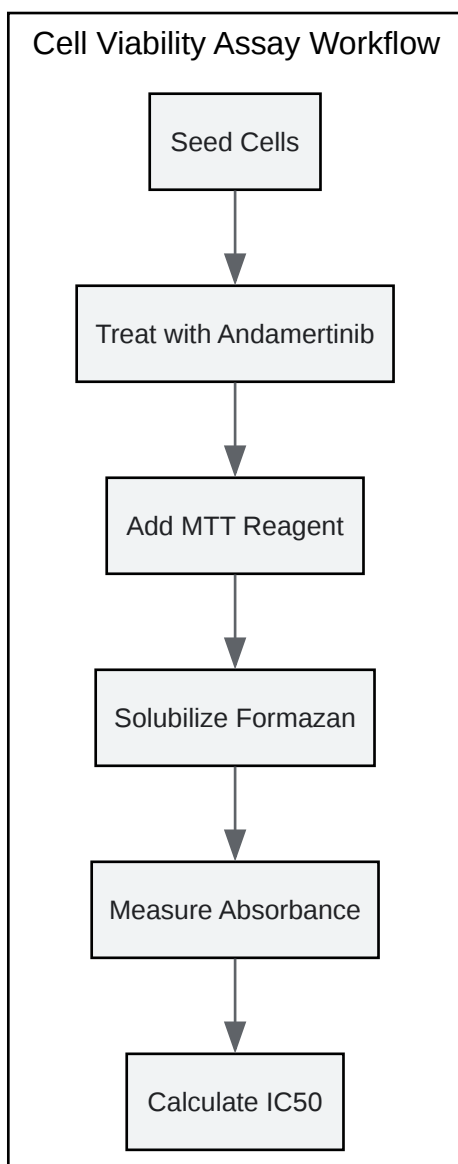 Cell Viability Assay Workflow
Seed Cells
Treat with Andamertinib
Add MTT Reagent
Solubilize Formazan
Measure Absorbance
Calculate IC50